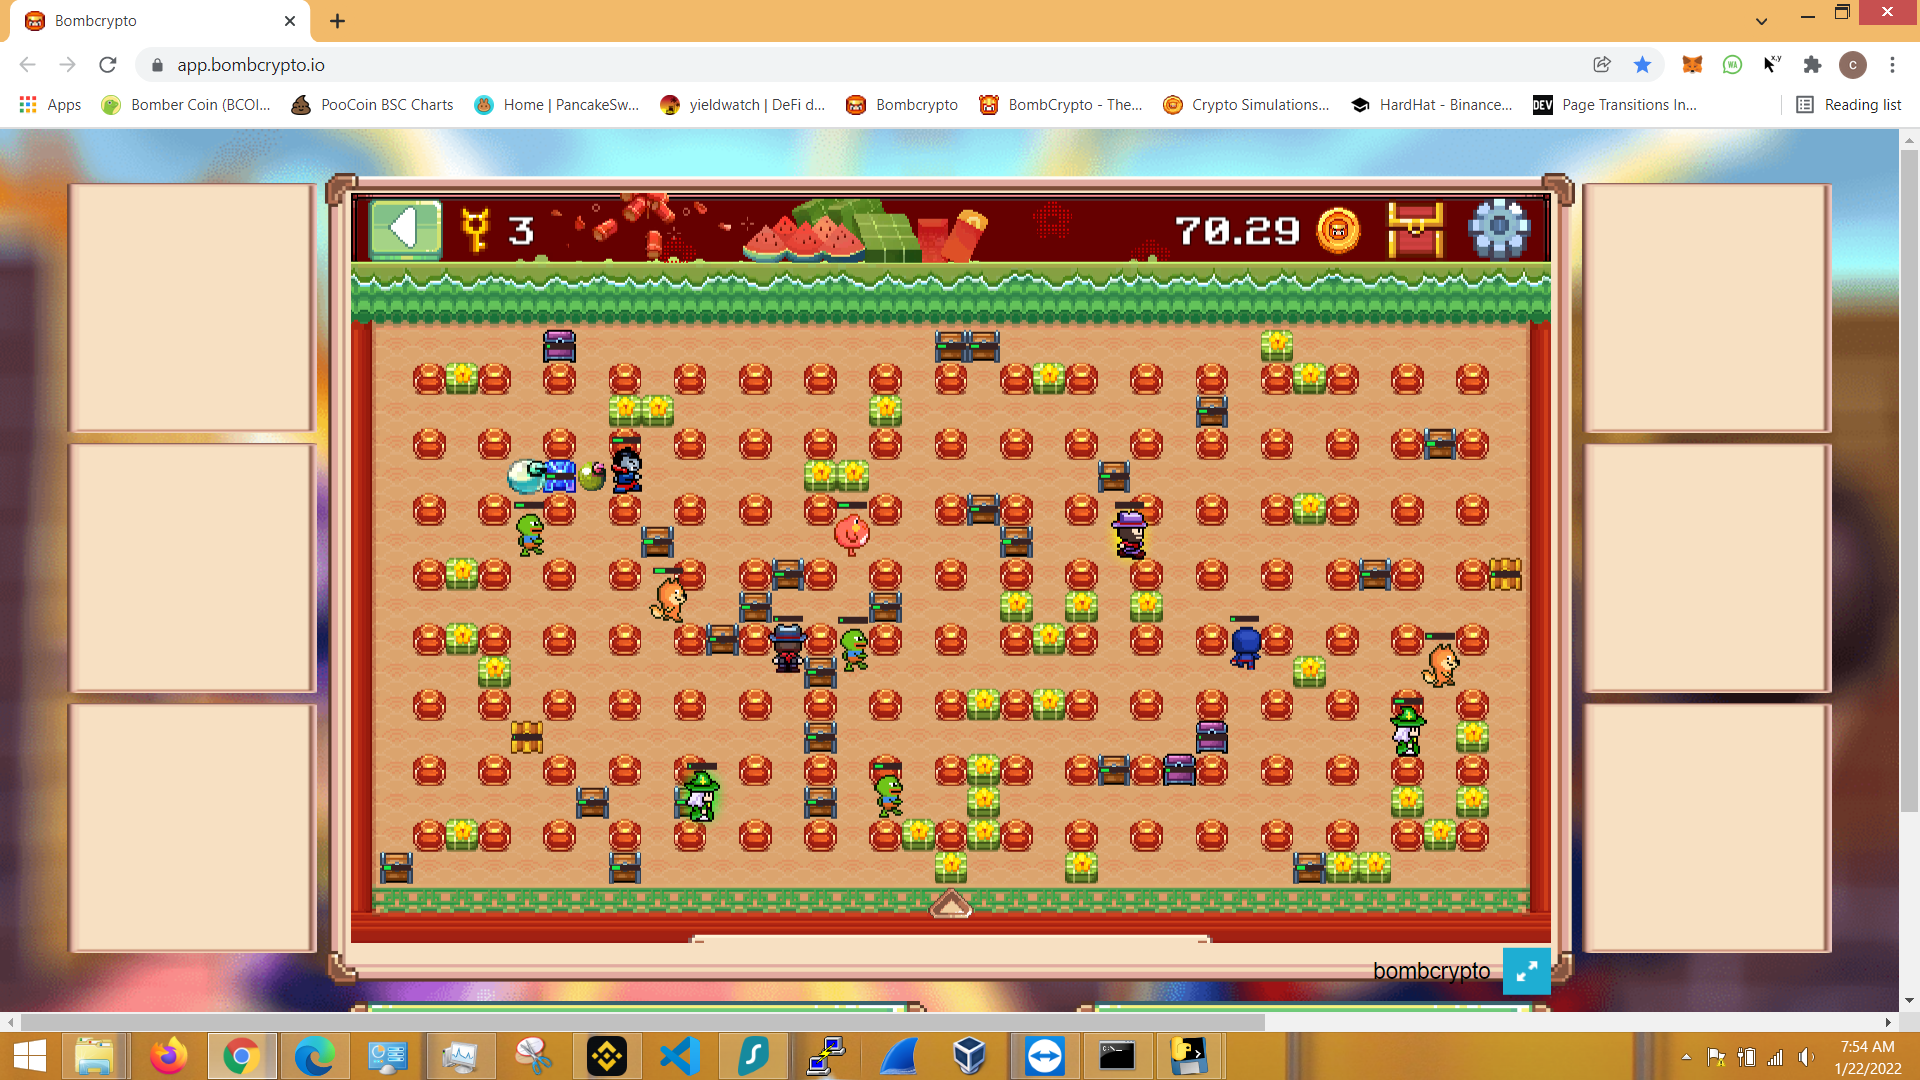 Bombcrypto
app.bombcrypto.io
C
Apps
Bomber Coin (BCOI...
PooCoin BSC Charts
Home | PancakeSw...
yieldwatch | DeFi d...
Bombcrypto
BombCrypto - The...
Crypto Simulations...
HardHat - Binance...
DEV
Page Transitions In...
Reading list
3
70.29
bombcrypto
7:54 AM
1/22/2022